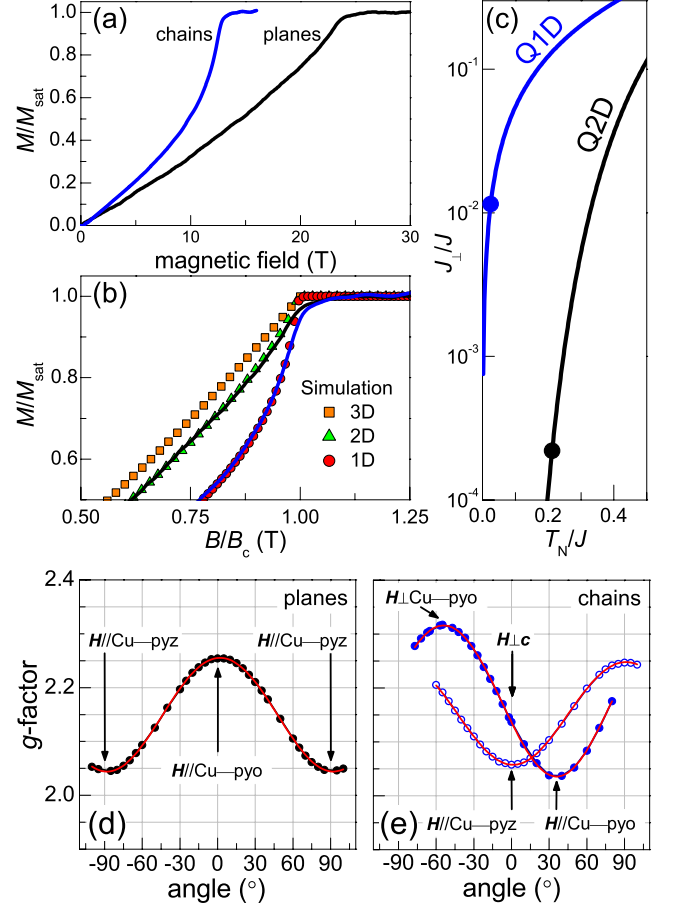 (a)
chains
planes
M/Msat
1.0
0.8
0.6
0.4
0.2
0.0
0
10
20
30
magnetic field (T)
(b)
M/Msat
1.0
0.8
0.6
Simulation
3D
2D
1D
0.50
0.75
1.00
1.25
B/Bc (T)
(c)
Q1D
Q2D
J⊥/J
10-1
10-2
10-3
10-4
0.0
0.2
0.4
TN/J
2.4
2.2
2.0
g-factor
planes
H//Cu—pyz
H//Cu—pyz
H//Cu—pyo
(d)
-90
-60
-30
0
30
60
90
angle (°)
chains
H⊥Cu—pyo
H⊥c
H//Cu—pyz
H//Cu—pyo
(e)
-90
-60
-30
0
30
60
90
angle (°)